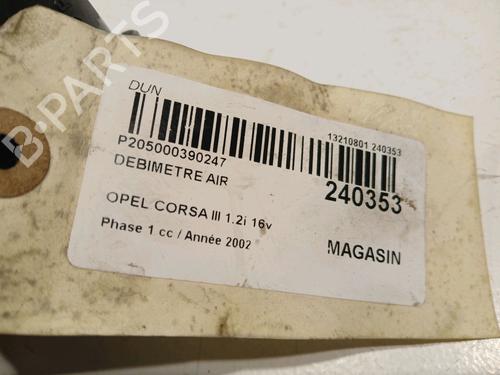 B-PARTS
DUN
13210801 240353
P205000390247
DEBIMETRE AIR
240353
OPEL CORSA III 1.2i 16v
Phase 1 cc / Année 2002
MAGASIN